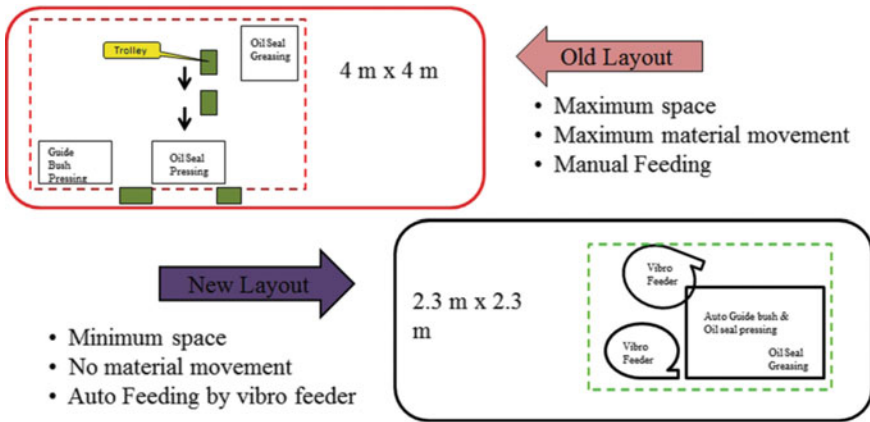 Trolley
Oil Seal
Greasing
4 m x 4 m
Guide
Bush
Pressing
Oil Seal
Pressing
Old Layout
• Maximum space
• Maximum material movement
• Manual Feeding
New Layout
• Minimum space
• No material movement
• Auto Feeding by vibro feeder
2.3 m x 2.3
m
Vibro
Feeder
Vibro
Feeder
Auto Guide bush &
Oil seal pressing
Oil Seal
Greasing